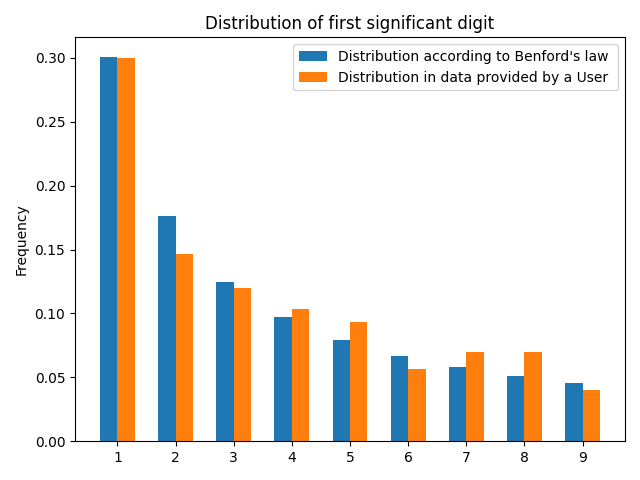 Distribution of first significant digit
Distribution according to Benford's law
Distribution in data provided by a User
Frequency
0.30
0.25
0.20
0.15
0.10
0.05
0.00
1 2 3 4 5 6 7 8 9